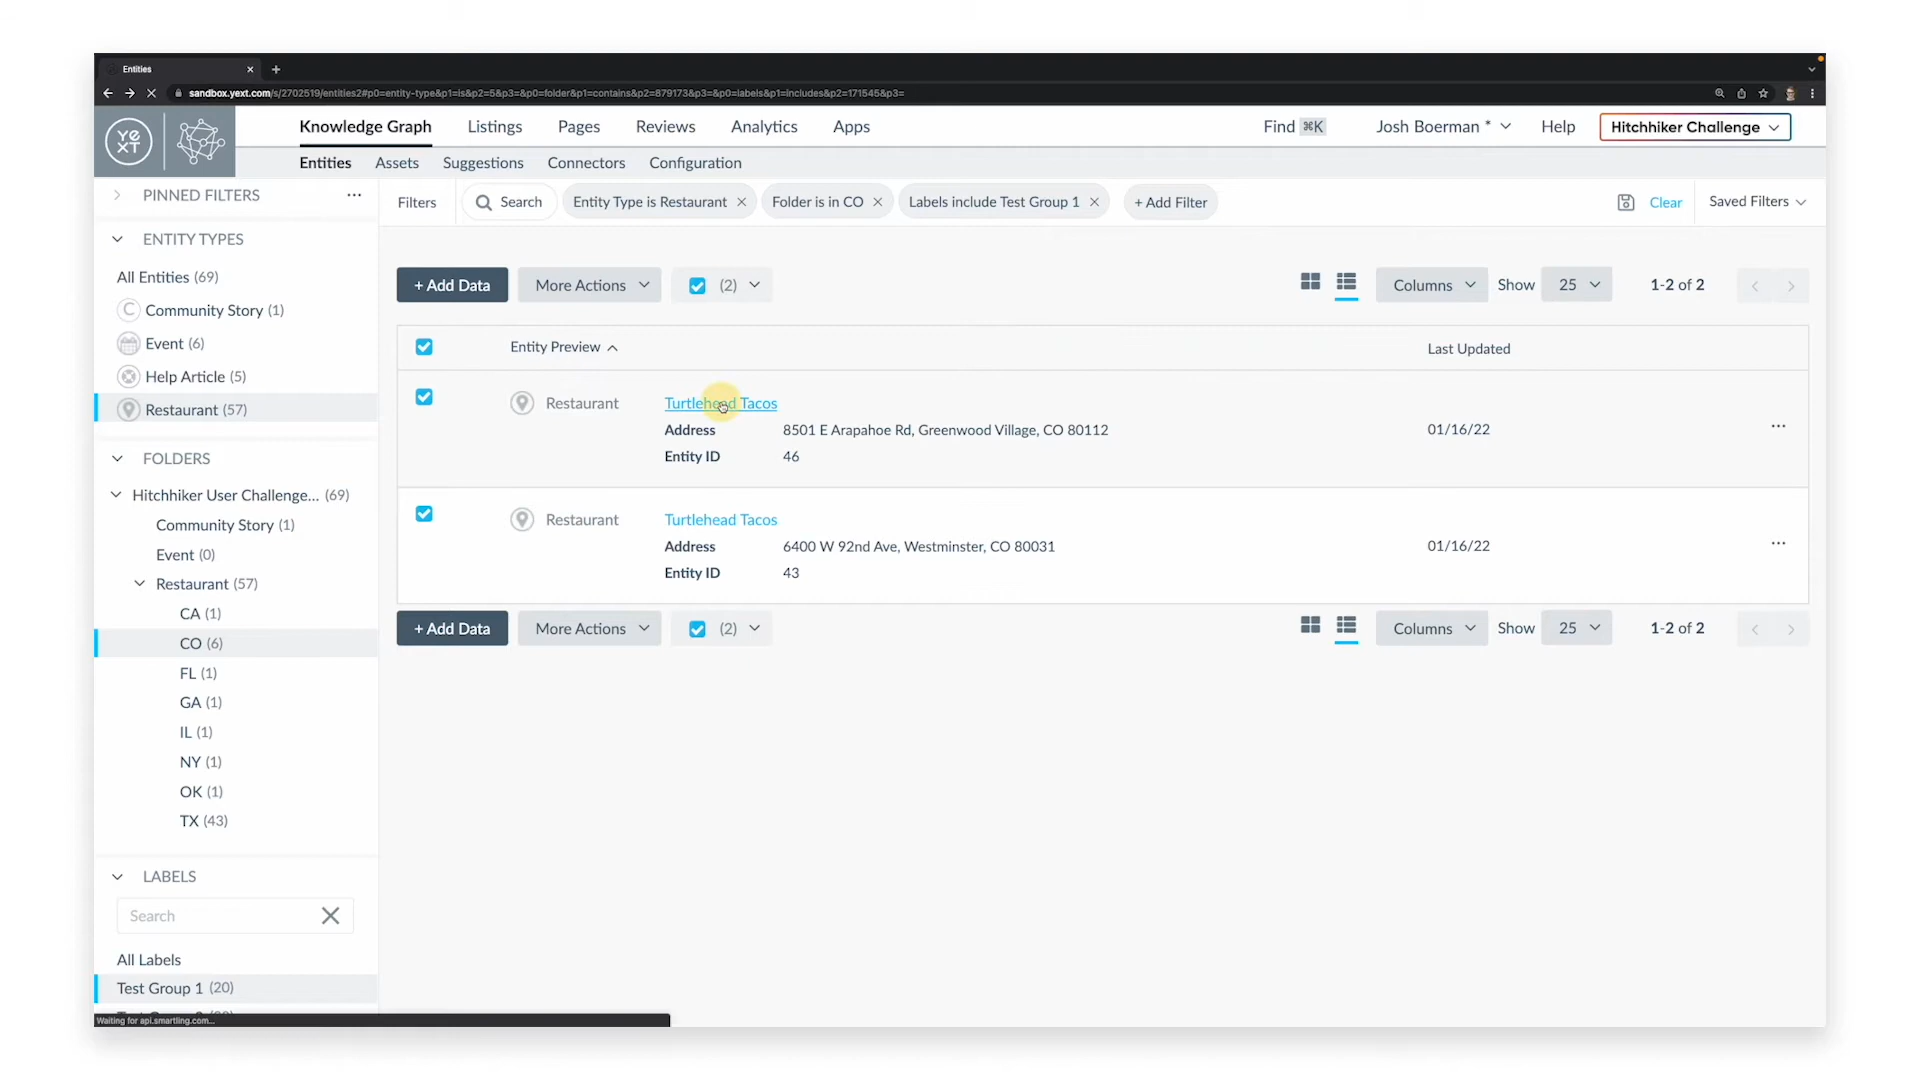 Entities
sandbox.yext.com/s/2702519/entities2#p0=entity-type&p1=is&p2=5&p3=&p0=folder&p1=contains&p2=879173&p3=&p0=labels&p1=includes&p2=171545&p3=
yext
Knowledge Graph Listings Pages Reviews Analytics Apps Find ⌘K Josh Boerman * Help Hitchhiker Challenge
Entities Assets Suggestions Connectors Configuration
PINNED FILTERS ...
Filters Search Entity Type is Restaurant Folder is in CO Labels include Test Group 1 + Add Filter Clear Saved Filters
ENTITY TYPES
All Entities (69)
C Community Story (1)
Event (6)
Help Article (5)
Restaurant (57)
FOLDERS
Hitchhiker User Challenge... (69)
Community Story (1)
Event (0)
Restaurant (57)
CA (1)
CO (6)
FL (1)
GA (1)
IL (1)
NY (1)
OK (1)
TX (43)
LABELS
Search
All Labels
Test Group 1 (20)
Waiting for api.smartling.com...
+ Add Data More Actions (2) Columns Show 25 1-2 of 2
Entity Preview Last Updated
Restaurant Turtlehead Tacos
Address 8501 E Arapahoe Rd, Greenwood Village, CO 80112 01/16/22 ...
Entity ID 46
Restaurant Turtlehead Tacos
Address 6400 W 92nd Ave, Westminster, CO 80031 01/16/22 ...
Entity ID 43
+ Add Data More Actions (2) Columns Show 25 1-2 of 2